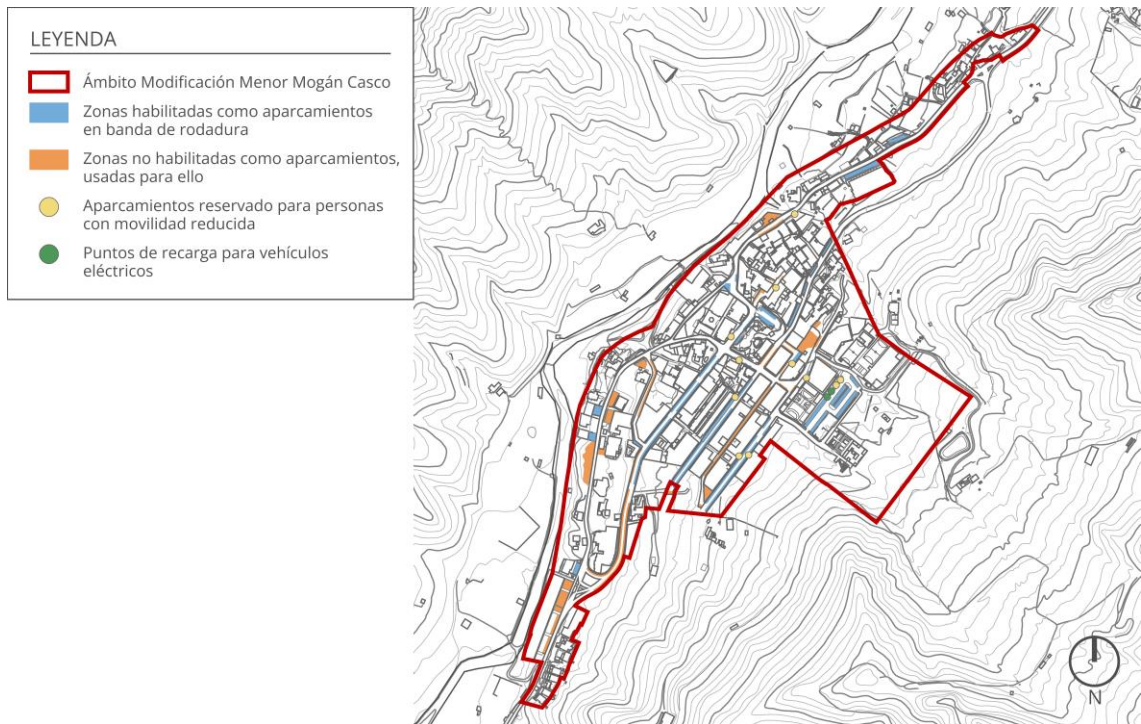 LEYENDA
Ámbito Modificación Menor Mogán Casco
Zonas habilitadas como aparcamientos
en banda de rodadura
Zonas no habilitadas como aparcamientos,
usadas para ello
Aparcamientos reservado para personas
con movilidad reducida
Puntos de recarga para vehículos
eléctricos
N